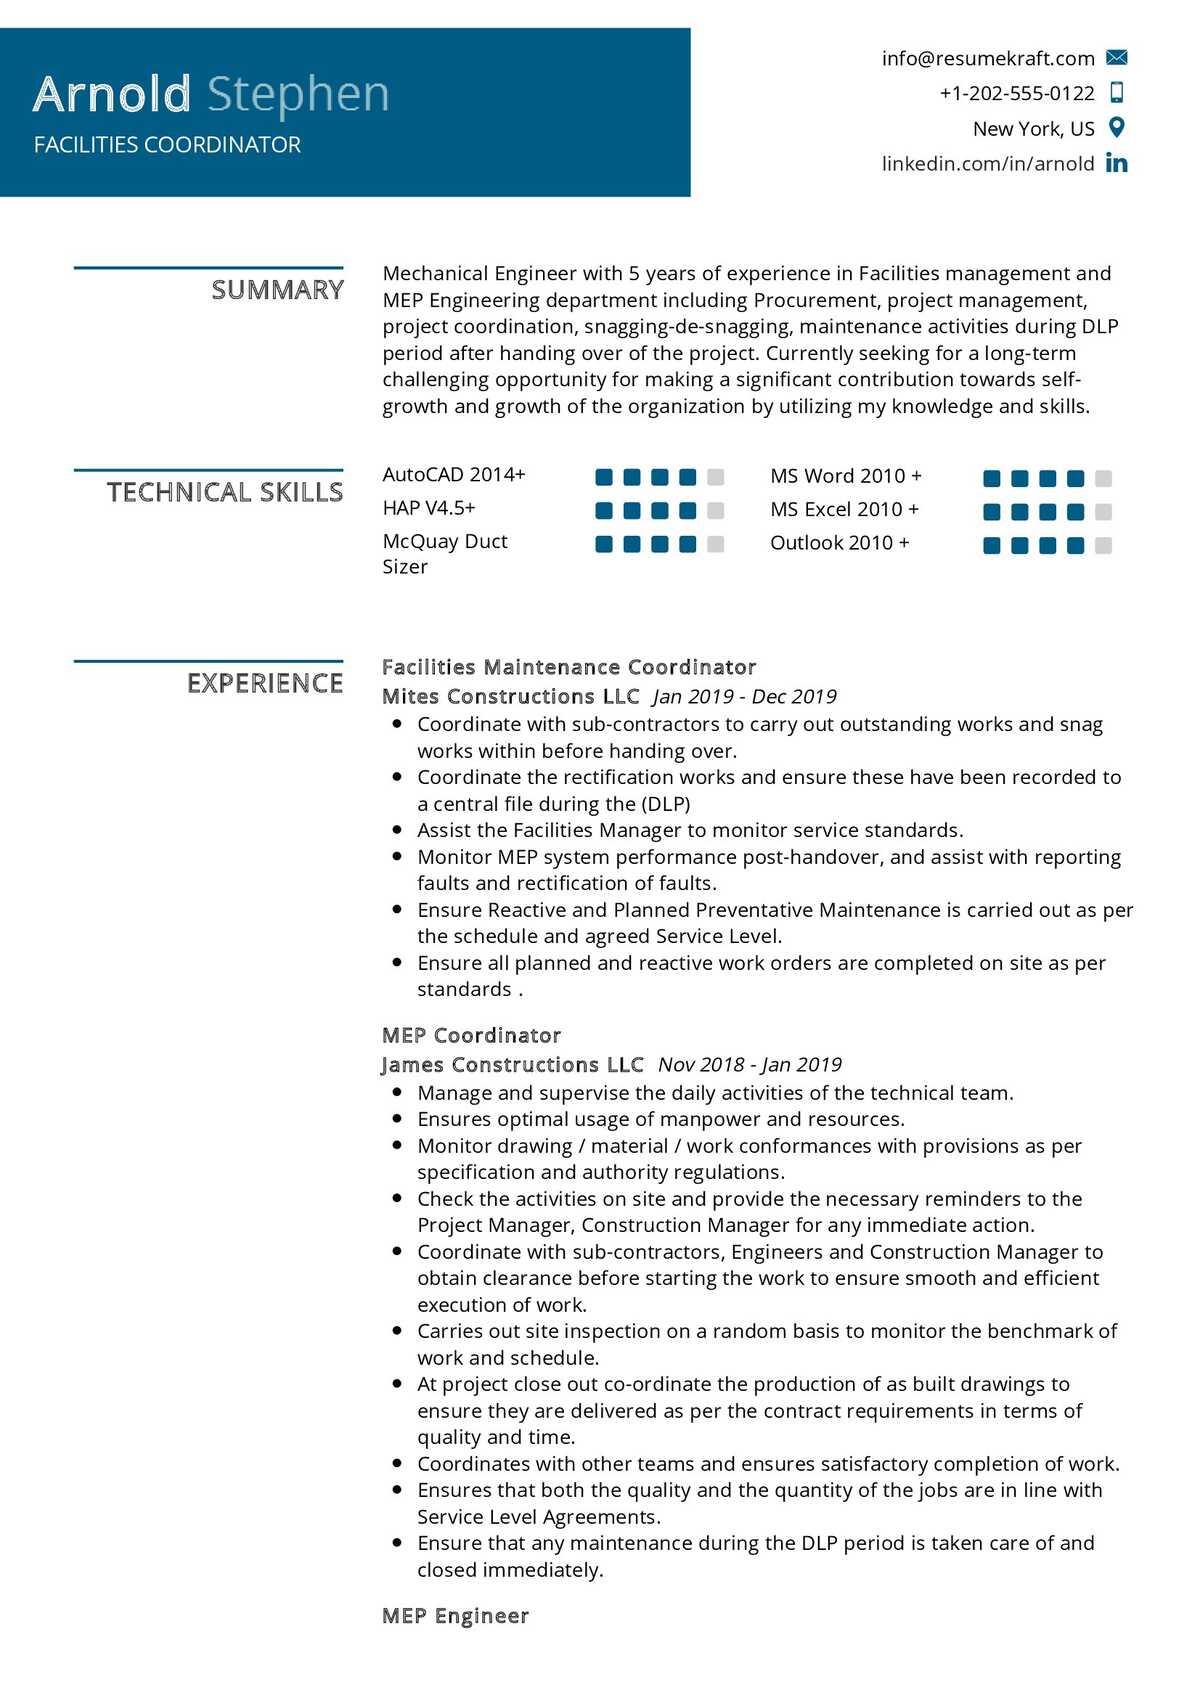 Arnold Stephen
FACILITIES COORDINATOR
info@resumekraft.com
+1-202-555-0122
New York, US
linkedin.com/in/arnold
SUMMARY
Mechanical Engineer with 5 years of experience in Facilities management and
MEP Engineering department including Procurement, project management,
project coordination, snagging-de-snagging, maintenance activities during DLP
period after handing over of the project. Currently seeking for a long-term
challenging opportunity for making a significant contribution towards self-
growth and growth of the organization by utilizing my knowledge and skills.
TECHNICAL SKILLS
AutoCAD 2014+
HAP V4.5+
McQuay Duct
Sizer
MS Word 2010 +
MS Excel 2010 +
Outlook 2010 +
EXPERIENCE
Facilities Maintenance Coordinator
Mites Constructions LLC Jan 2019 - Dec 2019
• Coordinate with sub-contractors to carry out outstanding works and snag
works within before handing over.
• Coordinate the rectification works and ensure these have been recorded to
a central file during the (DLP)
• Assist the Facilities Manager to monitor service standards.
• Monitor MEP system performance post-handover, and assist with reporting
faults and rectification of faults.
• Ensure Reactive and Planned Preventative Maintenance is carried out as per
the schedule and agreed Service Level.
• Ensure all planned and reactive work orders are completed on site as per
standards .
MEP Coordinator
James Constructions LLC Nov 2018 - Jan 2019
• Manage and supervise the daily activities of the technical team.
• Ensures optimal usage of manpower and resources.
• Monitor drawing / material / work conformances with provisions as per
specification and authority regulations.
• Check the activities on site and provide the necessary reminders to the
Project Manager, Construction Manager for any immediate action.
• Coordinate with sub-contractors, Engineers and Construction Manager to
obtain clearance before starting the work to ensure smooth and efficient
execution of work.
• Carries out site inspection on a random basis to monitor the benchmark of
work and schedule.
• At project close out co-ordinate the production of as built drawings to
ensure they are delivered as per the contract requirements in terms of
quality and time.
• Coordinates with other teams and ensures satisfactory completion of work.
• Ensures that both the quality and the quantity of the jobs are in line with
Service Level Agreements.
• Ensure that any maintenance during the DLP period is taken care of and
closed immediately.
MEP Engineer